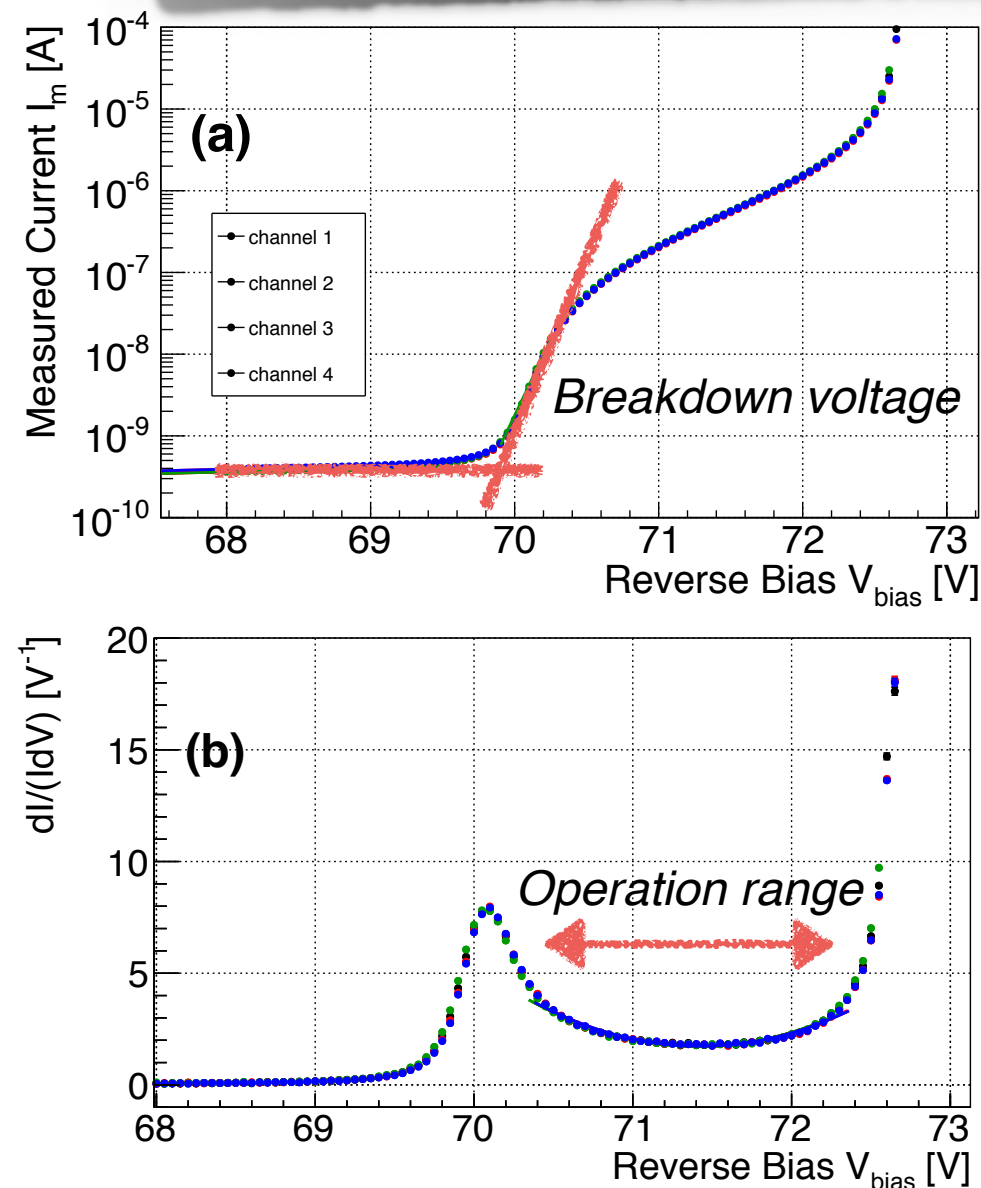 10^-4
10^-5
10^-6
10^-7
10^-8
10^-9
10^-10
Measured Current I_m [A]
(a)
channel 1
channel 2
channel 3
channel 4
Breakdown voltage
68 69 70 71 72 73
Reverse Bias V_bias [V]
20
15
10
5
0
dI/(IdV) [V^-1]
(b)
Operation range
68 69 70 71 72 73
Reverse Bias V_bias [V]